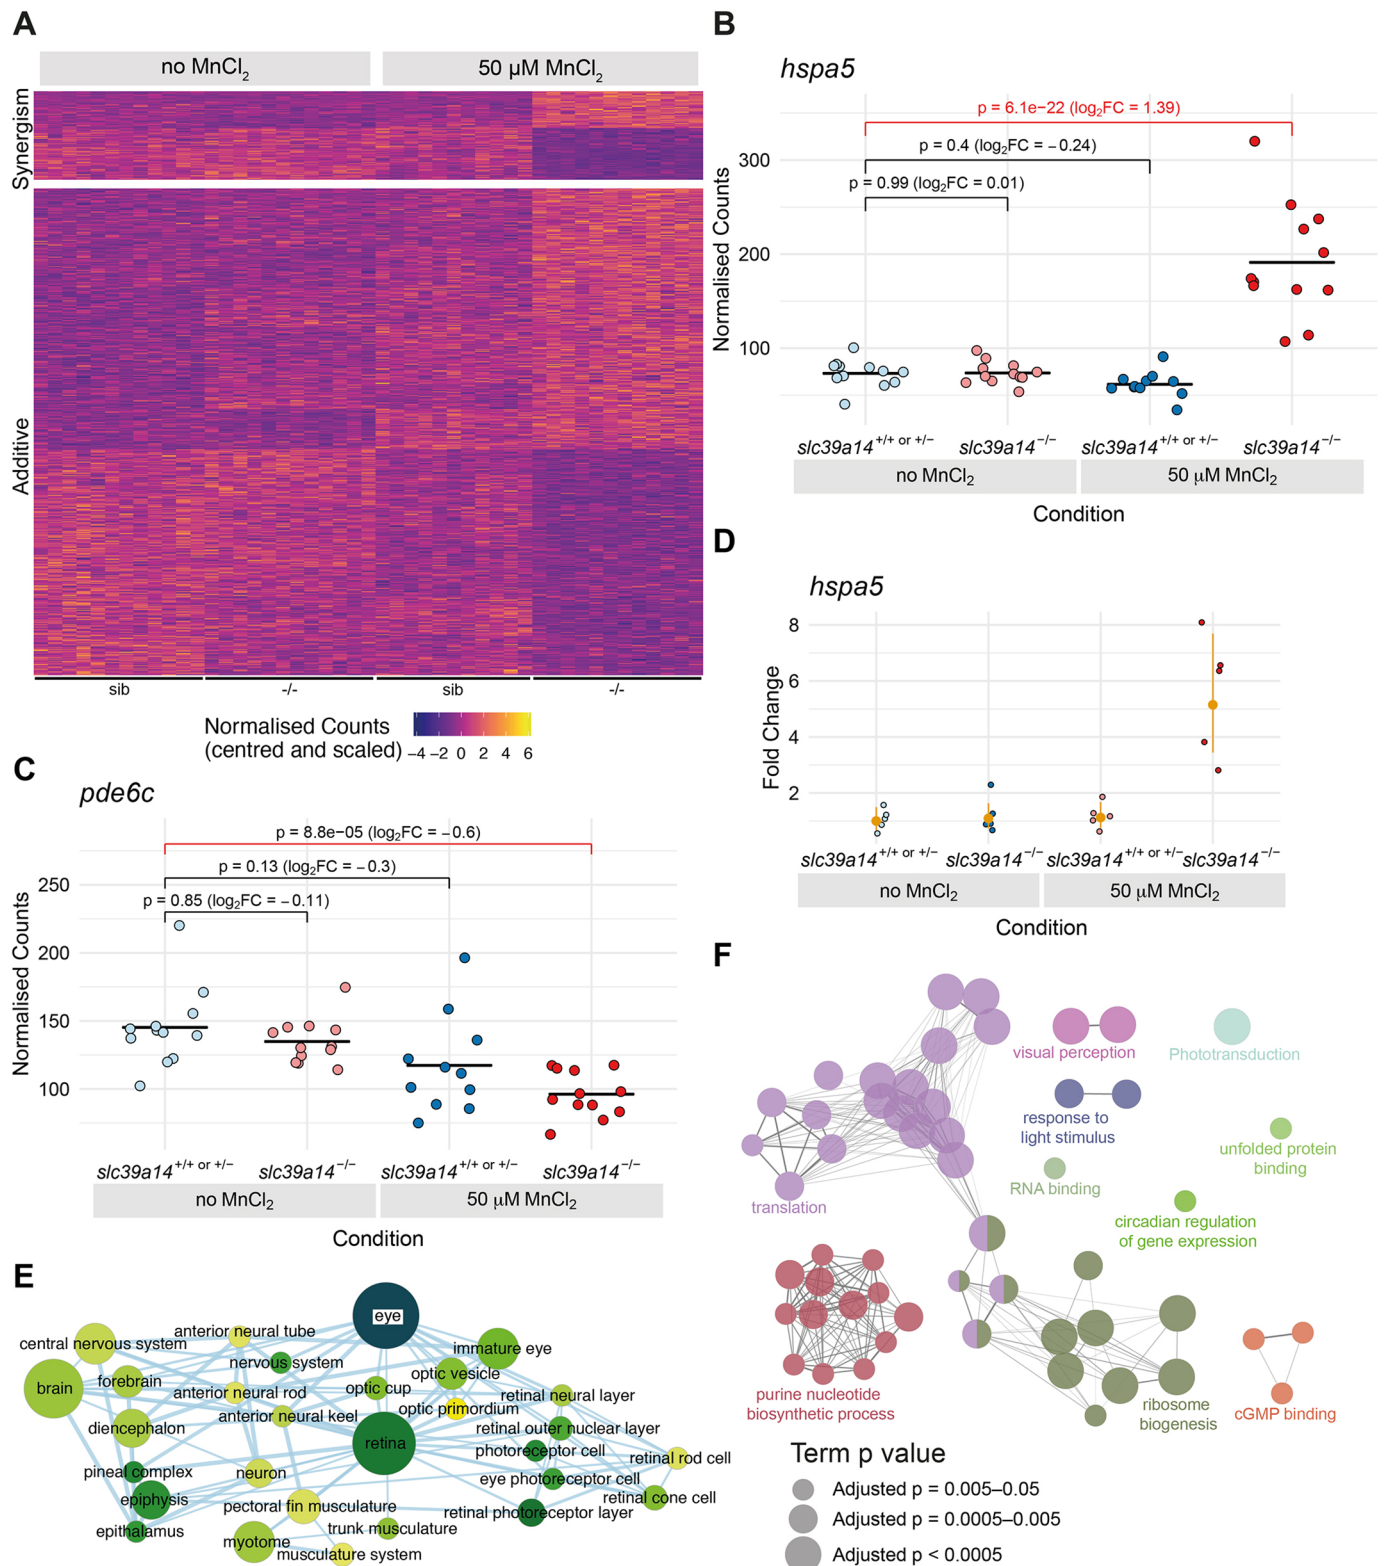 A
no MnCl₂
50 µM MnCl₂
Synergism
Additive
sib
-/-
sib
-/-
Normalised Counts
(centred and scaled)
−4 −2 0 2 4 6
B
hspa5
p = 6.1e−22 (log₂FC = 1.39)
p = 0.4 (log₂FC = −0.24)
p = 0.99 (log₂FC = 0.01)
Normalised Counts
300
200
100
slc39a14⁺/⁺ ᵒʳ ⁺/⁻
slc39a14⁻/⁻
slc39a14⁺/⁺ ᵒʳ ⁺/⁻
slc39a14⁻/⁻
no MnCl₂
50 µM MnCl₂
Condition
C
pde6c
p = 8.8e−05 (log₂FC = −0.6)
p = 0.13 (log₂FC = −0.3)
p = 0.85 (log₂FC = −0.11)
Normalised Counts
250
200
150
100
slc39a14⁺/⁺ ᵒʳ ⁺/⁻
slc39a14⁻/⁻
slc39a14⁺/⁺ ᵒʳ ⁺/⁻
slc39a14⁻/⁻
no MnCl₂
50 µM MnCl₂
Condition
D
hspa5
Fold Change
8
6
4
2
slc39a14⁺/⁺ ᵒʳ ⁺/⁻
slc39a14⁻/⁻
slc39a14⁺/⁺ ᵒʳ ⁺/⁻
slc39a14⁻/⁻
no MnCl₂
50 µM MnCl₂
Condition
E
eye
anterior neural tube
central nervous system
nervous system
immature eye
brain
forebrain
optic vesicle
optic cup
anterior neural rod
retinal neural layer
anterior neural keel
optic primordium
diencephalon
retinal outer nuclear layer
retina
photoreceptor cell
retinal rod cell
pineal complex
neuron
eye photoreceptor cell
epiphysis
retinal cone cell
pectoral fin musculature
retinal photoreceptor layer
epithalamus
trunk musculature
myotome
musculature system
F
visual perception
Phototransduction
response to
light stimulus
unfolded protein
binding
RNA binding
translation
circadian regulation
of gene expression
purine nucleotide
biosynthetic process
ribosome
biogenesis
cGMP binding
Term p value
Adjusted p = 0.005–0.05
Adjusted p = 0.0005–0.005
Adjusted p < 0.0005